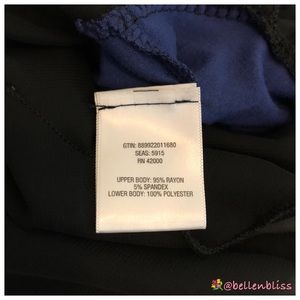 GTIN: 889922011680
SEAS: 5915
RN 42000
UPPER BODY: 95% RAYON
5% SPANDEX
LOWER BODY: 100% POLYESTER
@bellenbliss